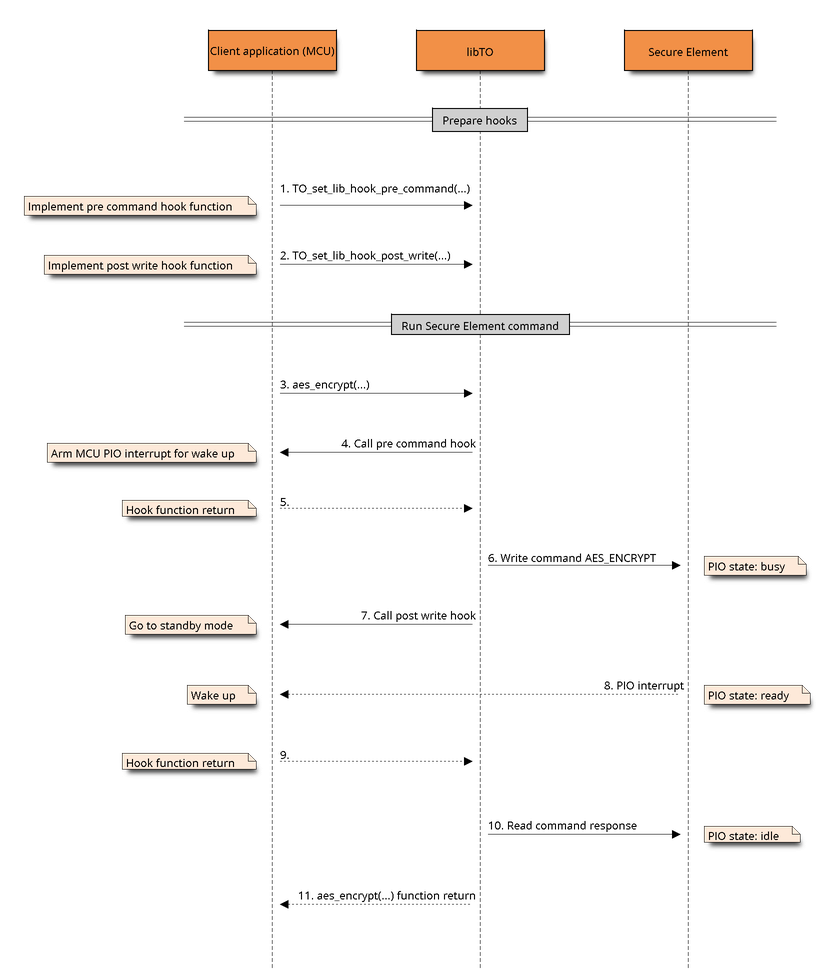 Client application (MCU)
libTO
Secure Element
Prepare hooks
1. TO_set_lib_hook_pre_command(...)
Implement pre command hook function
2. TO_set_lib_hook_post_write(...)
Implement post write hook function
Run Secure Element command
3. aes_encrypt(...)
4. Call pre command hook
Arm MCU PIO interrupt for wake up
5.
Hook function return
6. Write command AES_ENCRYPT
PIO state: busy
7. Call post write hook
Go to standby mode
8. PIO interrupt
Wake up
PIO state: ready
9.
Hook function return
10. Read command response
PIO state: idle
11. aes_encrypt(...) function return